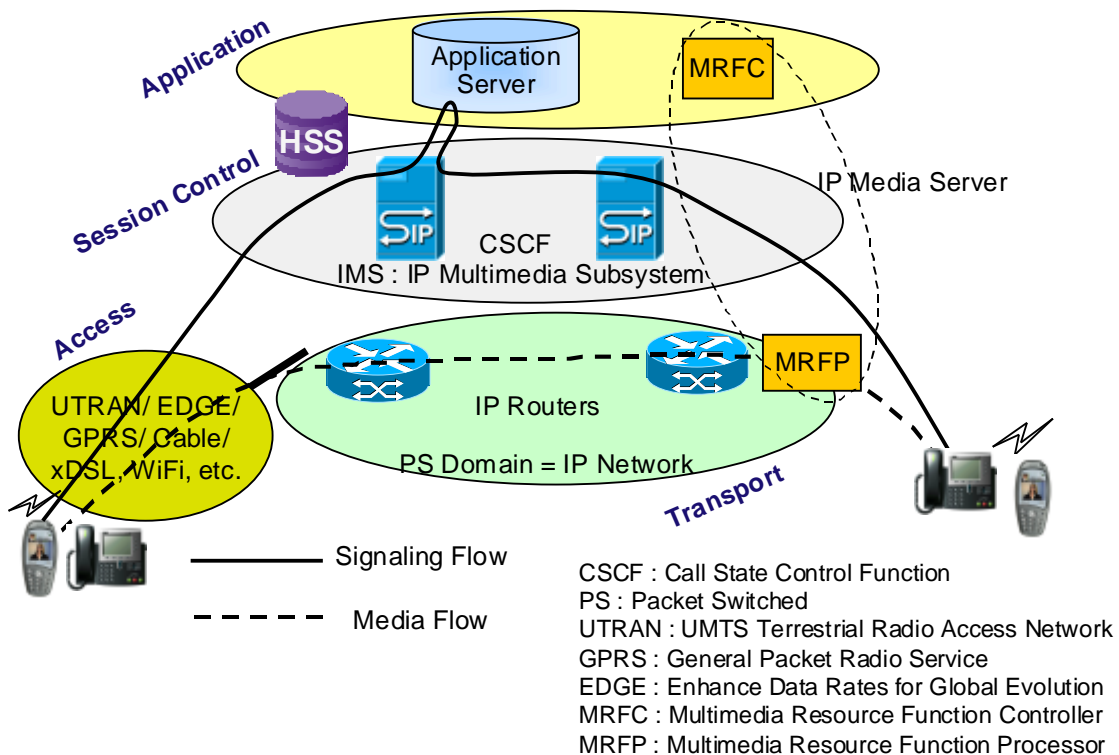 Application
Application
Server
MRFC
HSS
Session Control
IP Media Server
SIP
SIP
CSCF
IMS : IP Multimedia Subsystem
Access
UTRAN/ EDGE/
GPRS/ Cable/
xDSL, WiFi, etc.
MRFP
IP Routers
PS Domain = IP Network
Transport
Signaling Flow
Media Flow
CSCF : Call State Control Function
PS : Packet Switched
UTRAN : UMTS Terrestrial Radio Access Network
GPRS : General Packet Radio Service
EDGE : Enhance Data Rates for Global Evolution
MRFC : Multimedia Resource Function Controller
MRFP : Multimedia Resource Function Processor